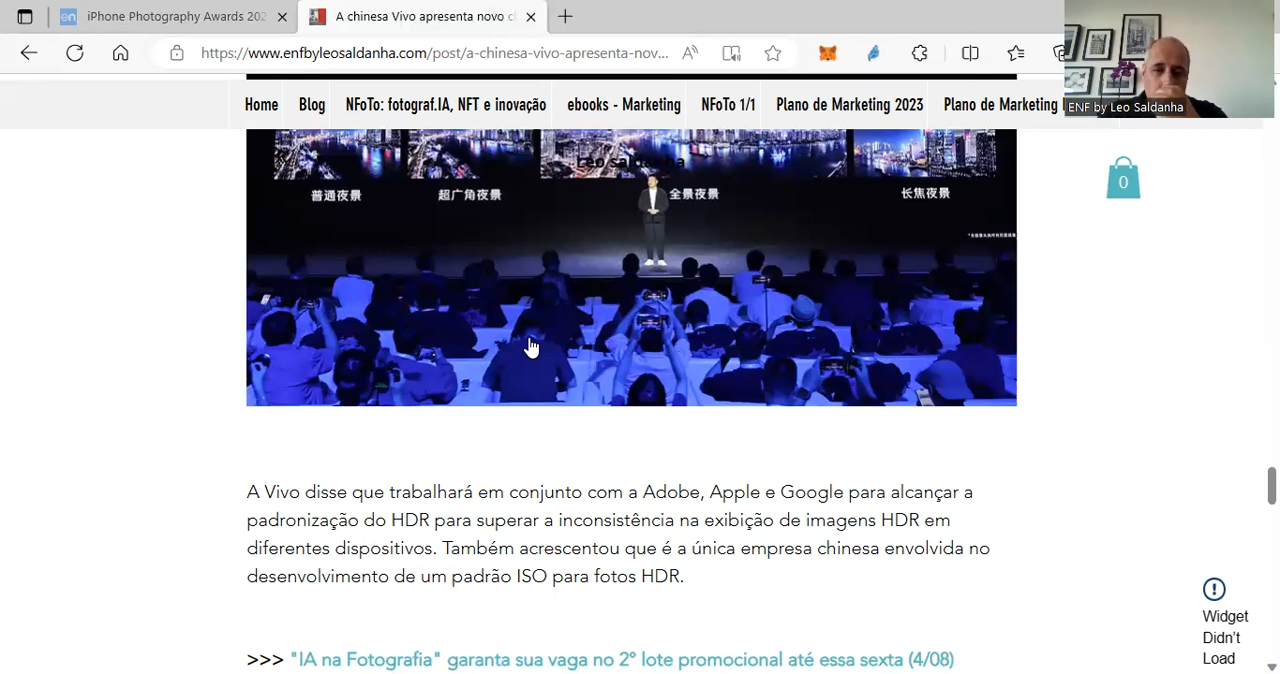 iPhone Photography Awards 202
A chinesa Vivo apresenta novo c
https://www.enfbyleosaldanha.com/post/a-chinesa-vivo-apresenta-nov...
ENF by Leo Saldanha
Home Blog NFoTo: fotograf.IA, NFT e inovação ebooks - Marketing NFoTo 1/1 Plano de Marketing 2023 Plano de Marketing
Leo saldanha
0
普通夜景 超广角夜景 全景夜景 长焦夜景
A Vivo disse que trabalhará em conjunto com a Adobe, Apple e Google para alcançar a
padronização do HDR para superar a inconsistência na exibição de imagens HDR em
diferentes dispositivos. Também acrescentou que é a única empresa chinesa envolvida no
desenvolvimento de um padrão ISO para fotos HDR.
Widget
Didn't
Load
>>> "IA na Fotografia" garanta sua vaga no 2° lote promocional até essa sexta (4/08)